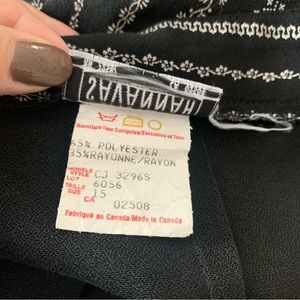 SAVANNAH
Garniture Non Comprise/Exclusive of Trim
65% POLYESTER
35%RAYONNE/RAYON
MODÈLE
STYLE CJ 3296S
LOT 6056
TAILLE
SIZE 15
CA 02508
Fabriqué au Canada/Made in Canada